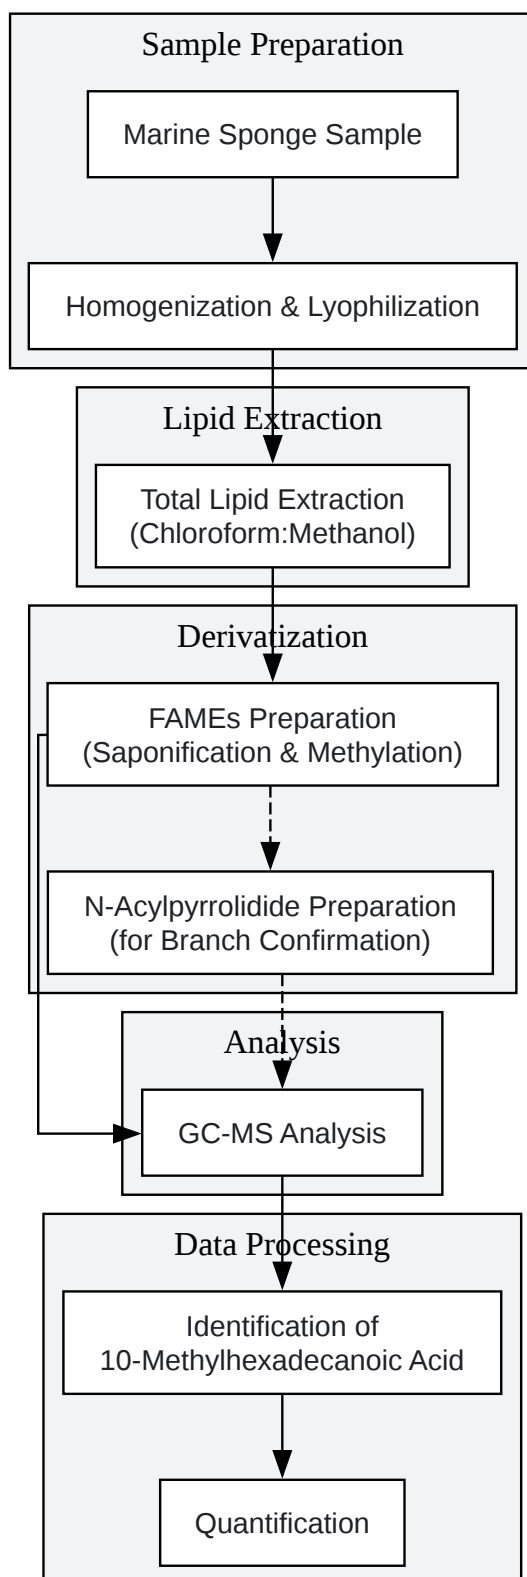 Sample Preparation
Marine Sponge Sample
Homogenization & Lyophilization
Lipid Extraction
Total Lipid Extraction
(Chloroform:Methanol)
Derivatization
FAMEs Preparation
(Saponification & Methylation)
N-Acylpyrrolidide Preparation
(for Branch Confirmation)
Analysis
GC-MS Analysis
Data Processing
Identification of
10-Methylhexadecanoic Acid
Quantification